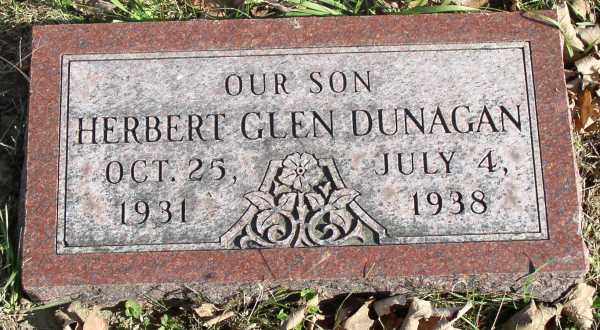 OUR SON
HERBERT GLEN DUNAGAN
OCT. 25, JULY 4,
1931 1938